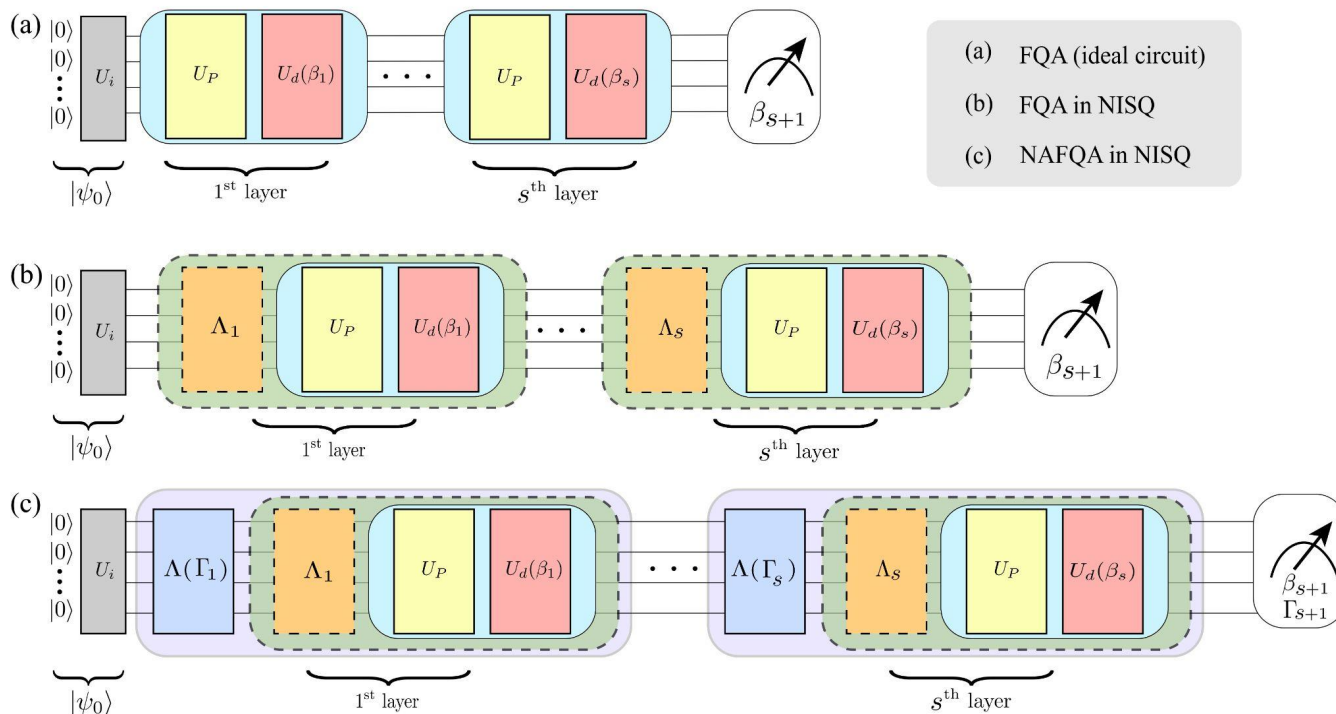 (a) |0⟩ |0⟩ ⋮ |0⟩ U_i U_P U_d(β_1) ··· U_P U_d(β_s) β_{s+1}
|ψ_0⟩ 1^st layer s^th layer
(a) FQA (ideal circuit)
(b) FQA in NISQ
(c) NAFQA in NISQ
(b) |0⟩ |0⟩ ⋮ |0⟩ U_i Λ_1 U_P U_d(β_1) ··· Λ_s U_P U_d(β_s) β_{s+1}
|ψ_0⟩ 1^st layer s^th layer
(c) |0⟩ |0⟩ ⋮ |0⟩ U_i Λ(Γ_1) Λ_1 U_P U_d(β_1) ··· Λ(Γ_s) Λ_s U_P U_d(β_s) β_{s+1} Γ_{s+1}
|ψ_0⟩ 1^st layer s^th layer